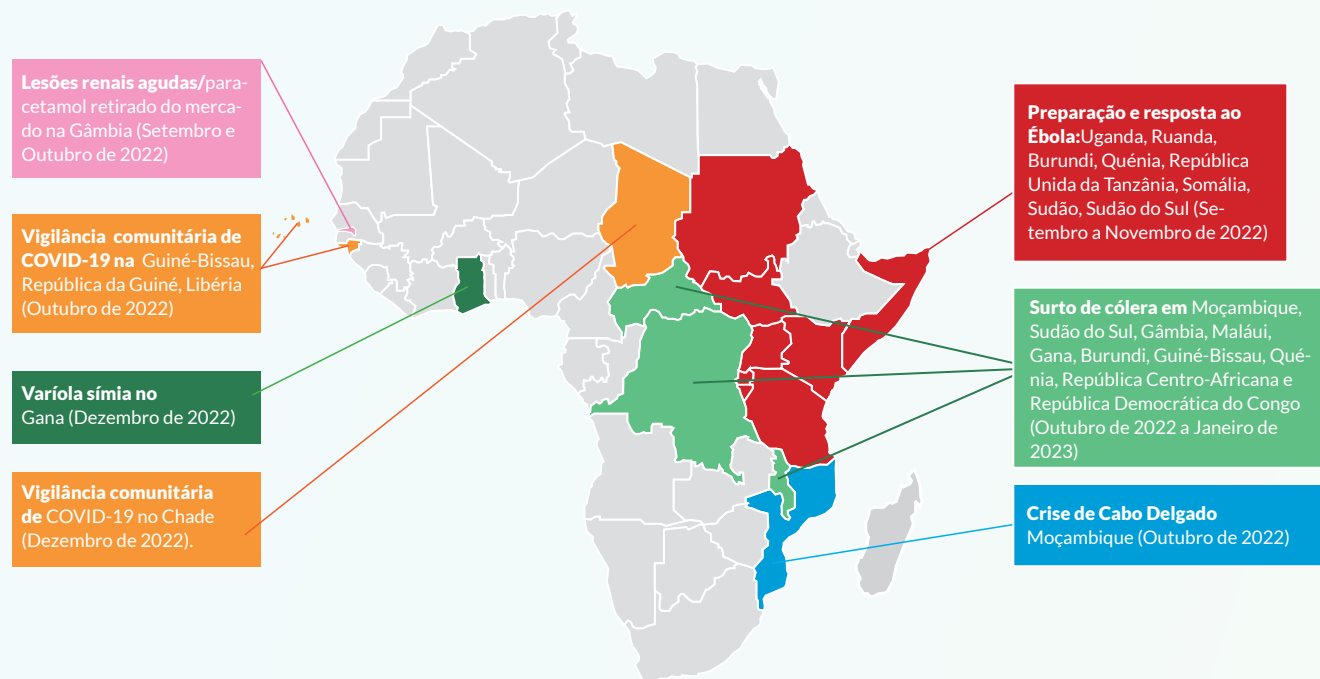 Lesões renais agudas/para-
cetamol retirado do merca-
do na Gâmbia (Setembro e
Outubro de 2022)
Vigilância comunitária de
COVID-19 na Guiné-Bissau,
República da Guiné, Libéria
(Outubro de 2022)
Varíola símia no
Gana (Dezembro de 2022)
Vigilância comunitária
de COVID-19 no Chade
(Dezembro de 2022).
Preparação e resposta ao
Ébola:Uganda, Ruanda,
Burundi, Quénia, República
Unida da Tanzânia, Somália,
Sudão, Sudão do Sul (Se-
tembro a Novembro de 2022)
Surto de cólera em Moçambique,
Sudão do Sul, Gâmbia, Maláui,
Gana, Burundi, Guiné-Bissau, Qué-
nia, República Centro-Africana e
República Democrática do Congo
(Outubro de 2022 a Janeiro de
2023)
Crise de Cabo Delgado
Moçambique (Outubro de 2022)